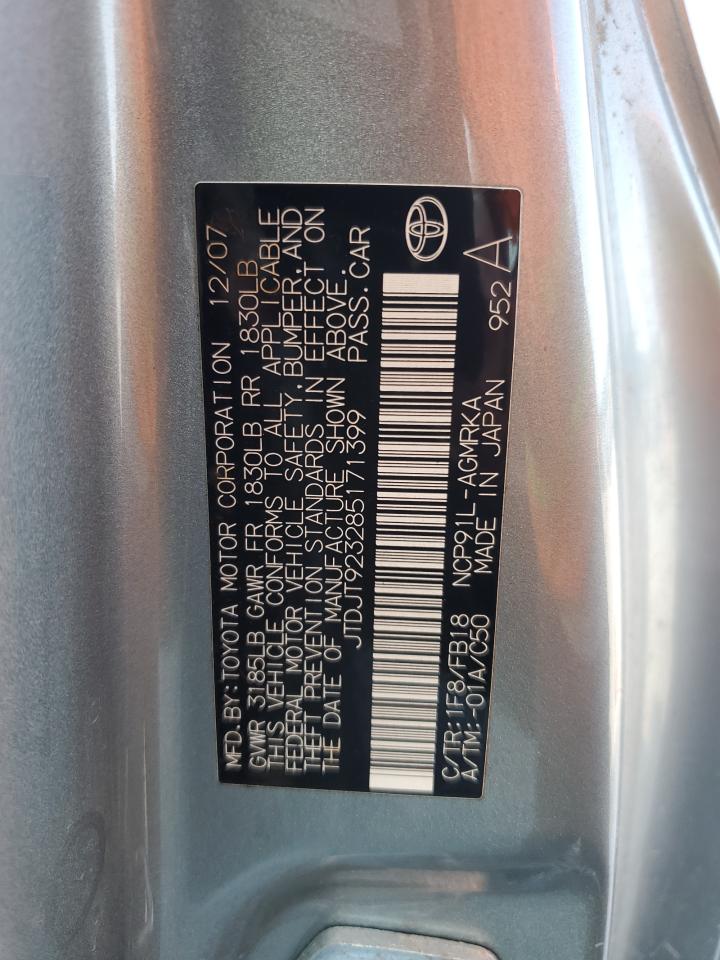 MFD.BY:TOYOTA MOTOR CORPORATION 12/07
GVWR 3185LB GAWR FR 1830LB RR 1830LB
THIS VEHICLE CONFORMS TO ALL APPLICABLE
FEDERAL MOTOR VEHICLE SAFETY,BUMPER,AND
THEFT PREVENTION STANDARDS IN EFFECT ON
THE DATE OF MANUFACTURE SHOWN ABOVE.
JTDJT923285171399 PASS.CAR
C/TR:1F8/FB18 NCP91L-AGMRKA
A/TM:-01A/C50 MADE IN JAPAN 952 A